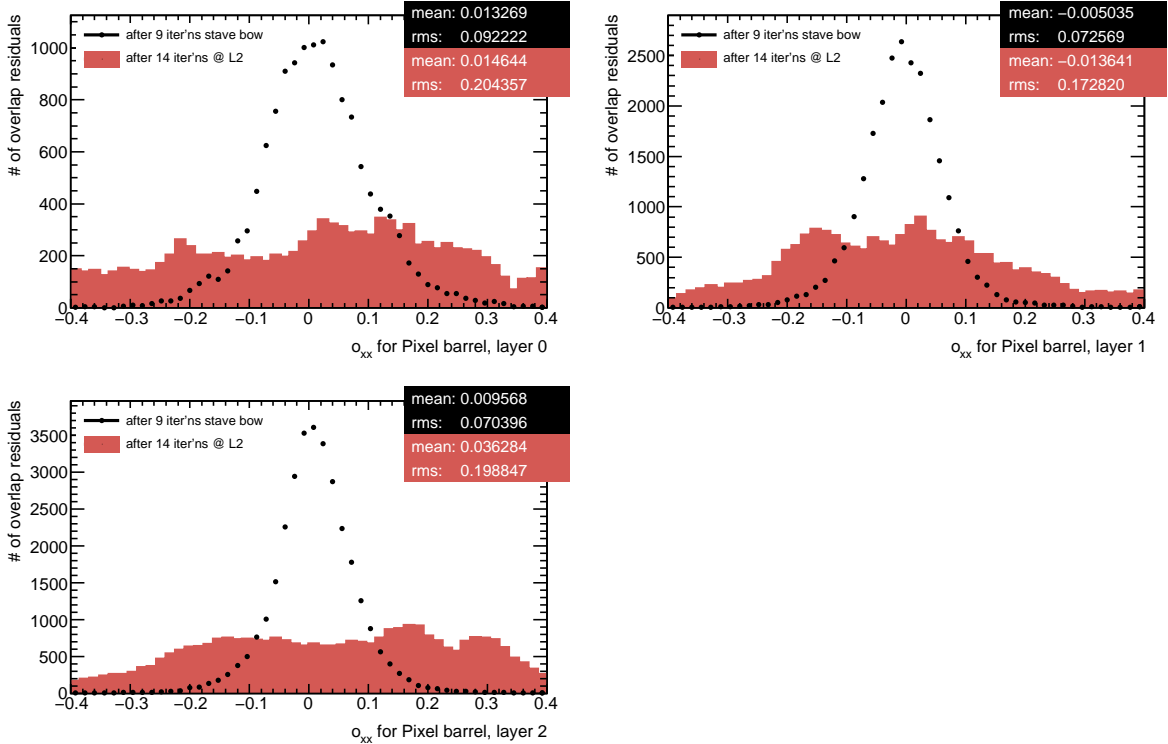 mean: 0.013269
rms: 0.092222
mean: 0.014644
rms: 0.204357
after 9 iter'ns stave bow
after 14 iter'ns @ L2
# of overlap residuals
1000
800
600
400
200
0
−0.4 −0.3 −0.2 −0.1 0 0.1 0.2 0.3 0.4
oxx for Pixel barrel, layer 0
mean: −0.005035
rms: 0.072569
mean: −0.013641
rms: 0.172820
after 9 iter'ns stave bow
after 14 iter'ns @ L2
# of overlap residuals
2500
2000
1500
1000
500
0
−0.4 −0.3 −0.2 −0.1 0 0.1 0.2 0.3 0.4
oxx for Pixel barrel, layer 1
mean: 0.009568
rms: 0.070396
mean: 0.036284
rms: 0.198847
after 9 iter'ns stave bow
after 14 iter'ns @ L2
# of overlap residuals
3500
3000
2500
2000
1500
1000
500
0
−0.4 −0.3 −0.2 −0.1 0 0.1 0.2 0.3 0.4
oxx for Pixel barrel, layer 2